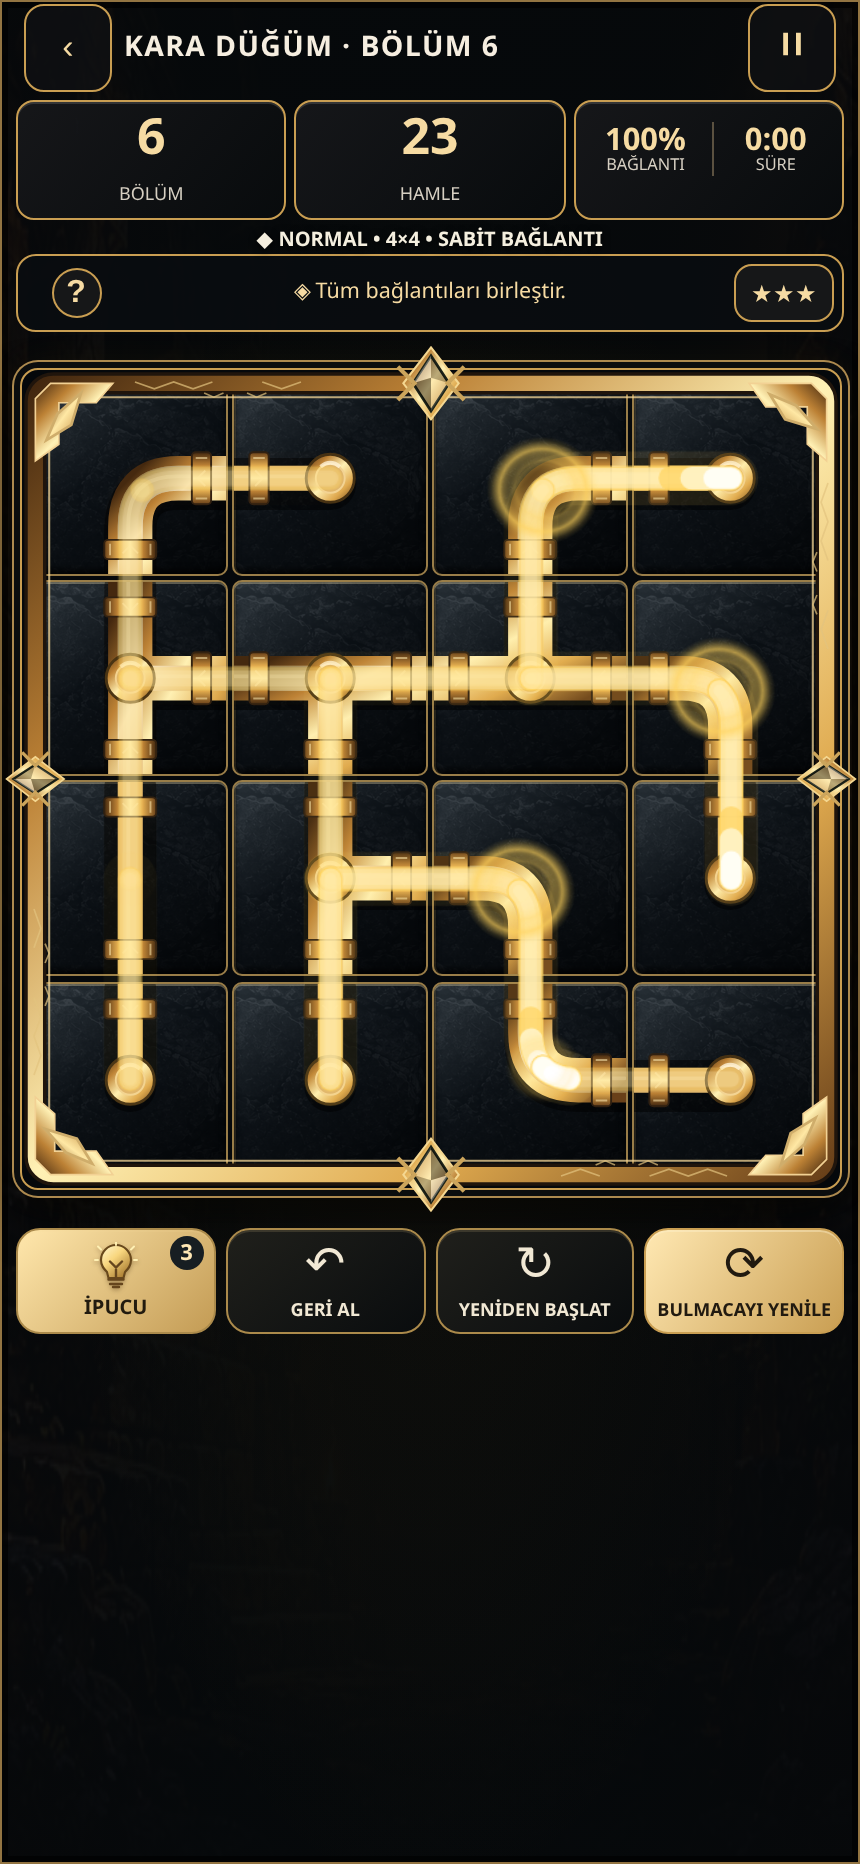 KARA DÜĞÜM · BÖLÜM 6
6
BÖLÜM
23
HAMLE
100%
BAĞLANTI
0:00
SÜRE
◆ NORMAL • 4×4 • SABİT BAĞLANTI
?
◈ Tüm bağlantıları birleştir.
★★★
3
İPUCU
GERİ AL
YENİDEN BAŞLAT
BULMACAYI YENİLE